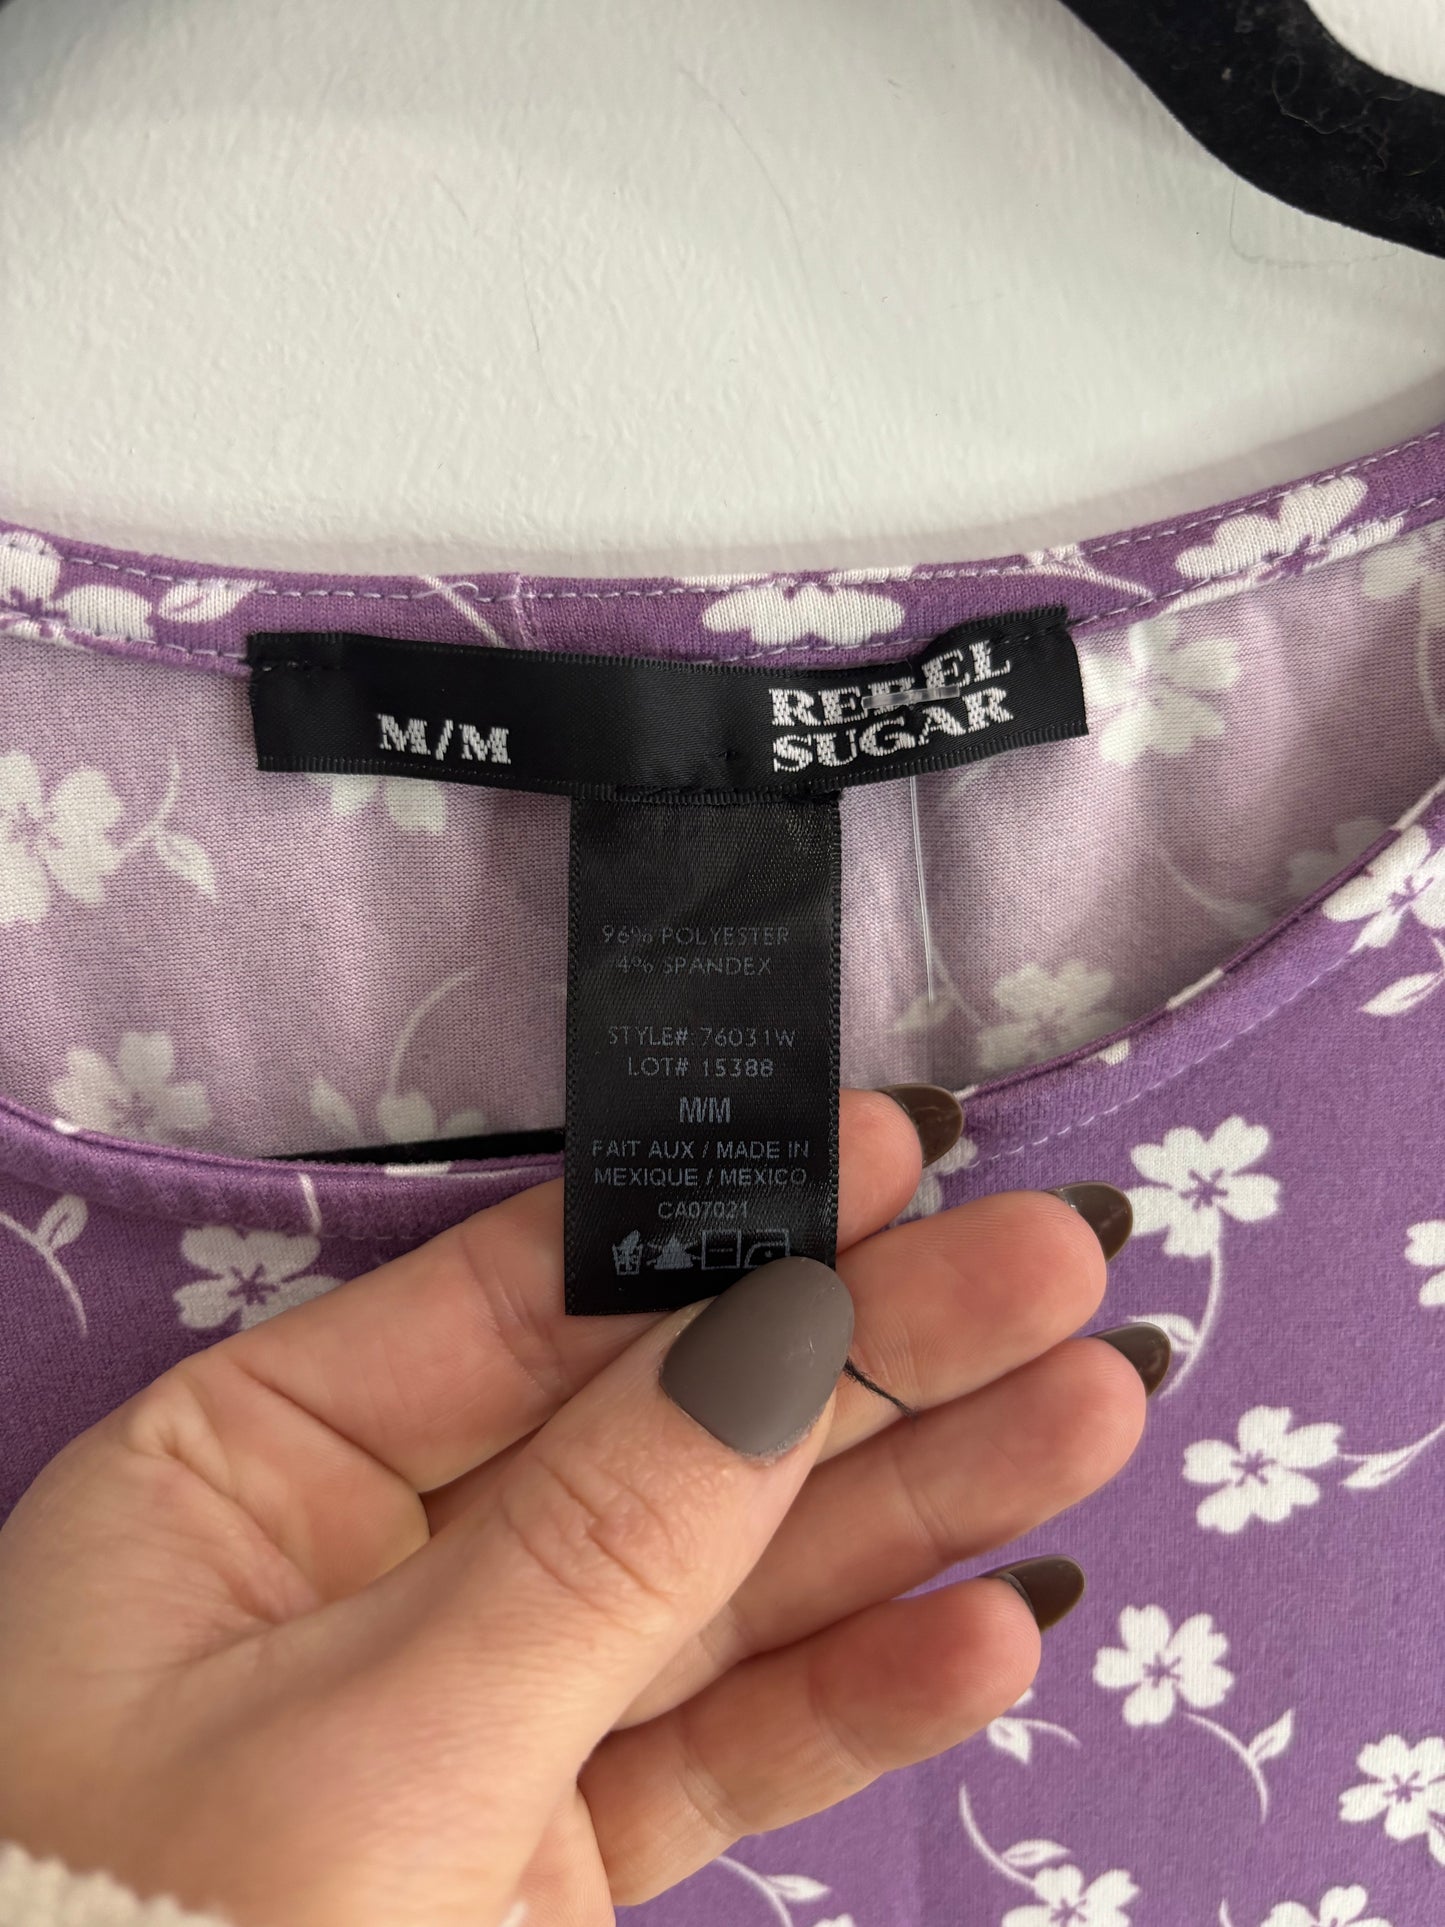 M/M
REBEL
SUGAR
96% POLYESTER
4% SPANDEX
STYLE# 76031W
LOT# 15388
M/M
FAIT AUX / MADE IN
MEXIQUE / MEXICO
CA07021